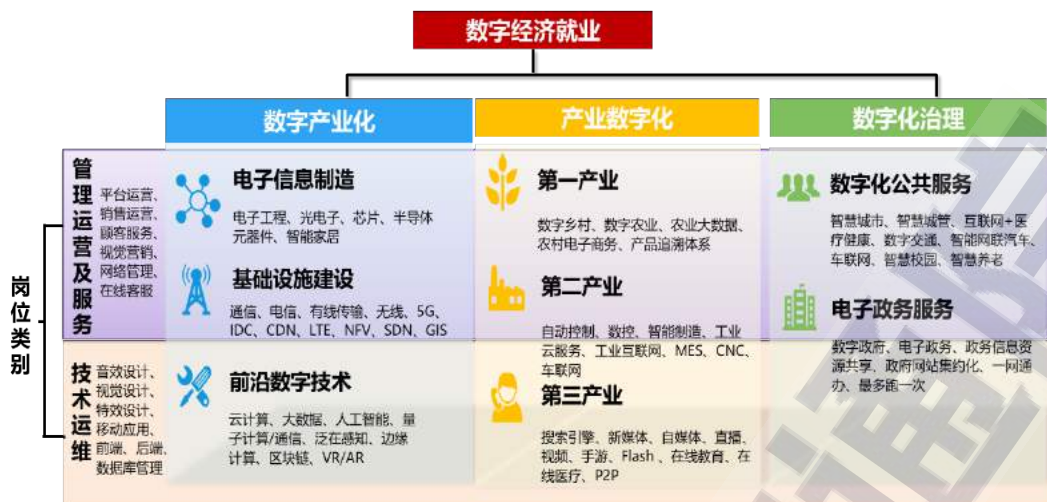 数字经济就业
数字产业化
产业数字化
数字化治理
岗位类别
管理运营及服务
平台运营、
销售运营、
顾客服务、
视觉营销、
网络管理、
在线客服
技术运维
音效设计、
视觉设计、
特效设计、
移动应用、
前端、后端、
数据库管理
电子信息制造
电子工程、光电子、芯片、半导体
元器件、智能家居
基础设施建设
通信、电信、有线传输、无线、5G、
IDC、CDN、LTE、NFV、SDN、GIS
前沿数字技术
云计算、大数据、人工智能、量
子计算/通信、泛在感知、边缘
计算、区块链、VR/AR
第一产业
数字乡村、数字农业、农业大数据、
农村电子商务、产品追溯体系
第二产业
自动控制、数控、智能制造、工业
云服务、工业互联网、MES、CNC、
车联网
第三产业
搜索引擎、新媒体、自媒体、直播、
视频、手游、Flash、在线教育、在
线医疗、P2P
数字化公共服务
智慧城市、智慧城管、互联网+医
疗健康、数字交通、智能网联汽车、
车联网、智慧校园、智慧养老
电子政务服务
数字政府、电子政务、政务信息资
源共享、政府网站集约化、一网通
办、最多跑一次